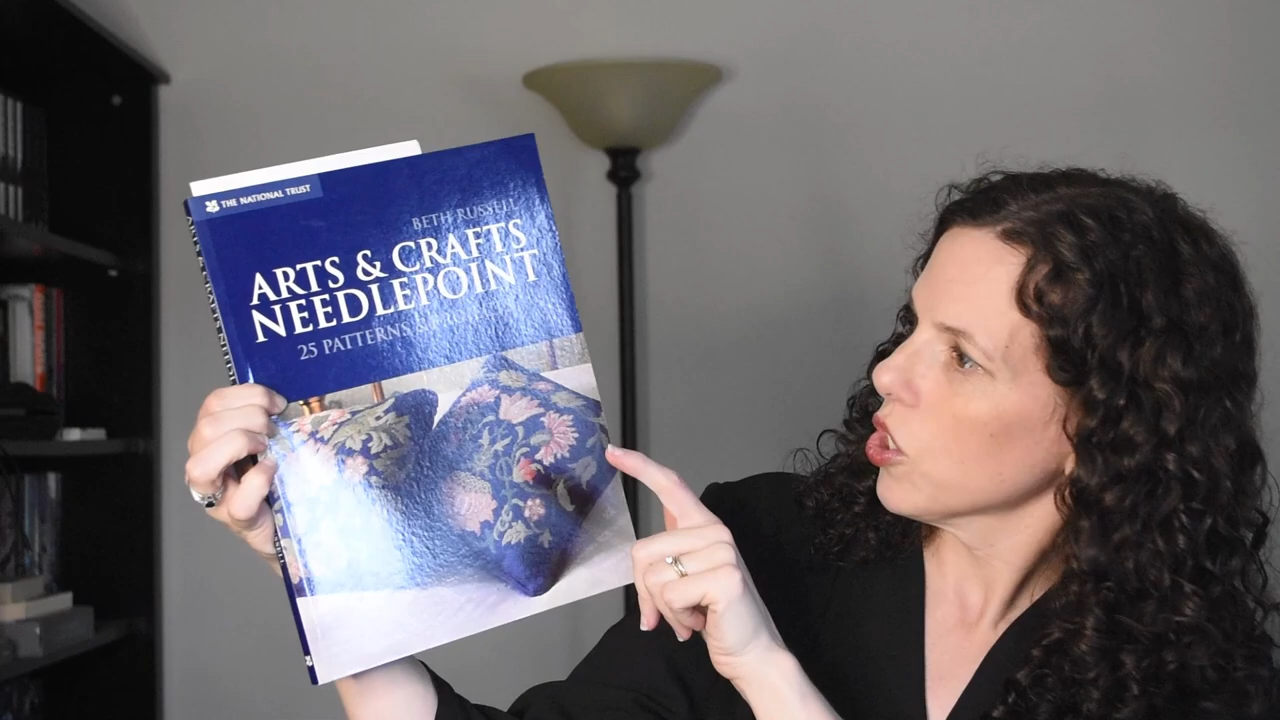 THE NATIONAL TRUST
BETH RUSSELL
ARTS & CRAFTS
NEEDLEPOINT
25 PATTERNS &